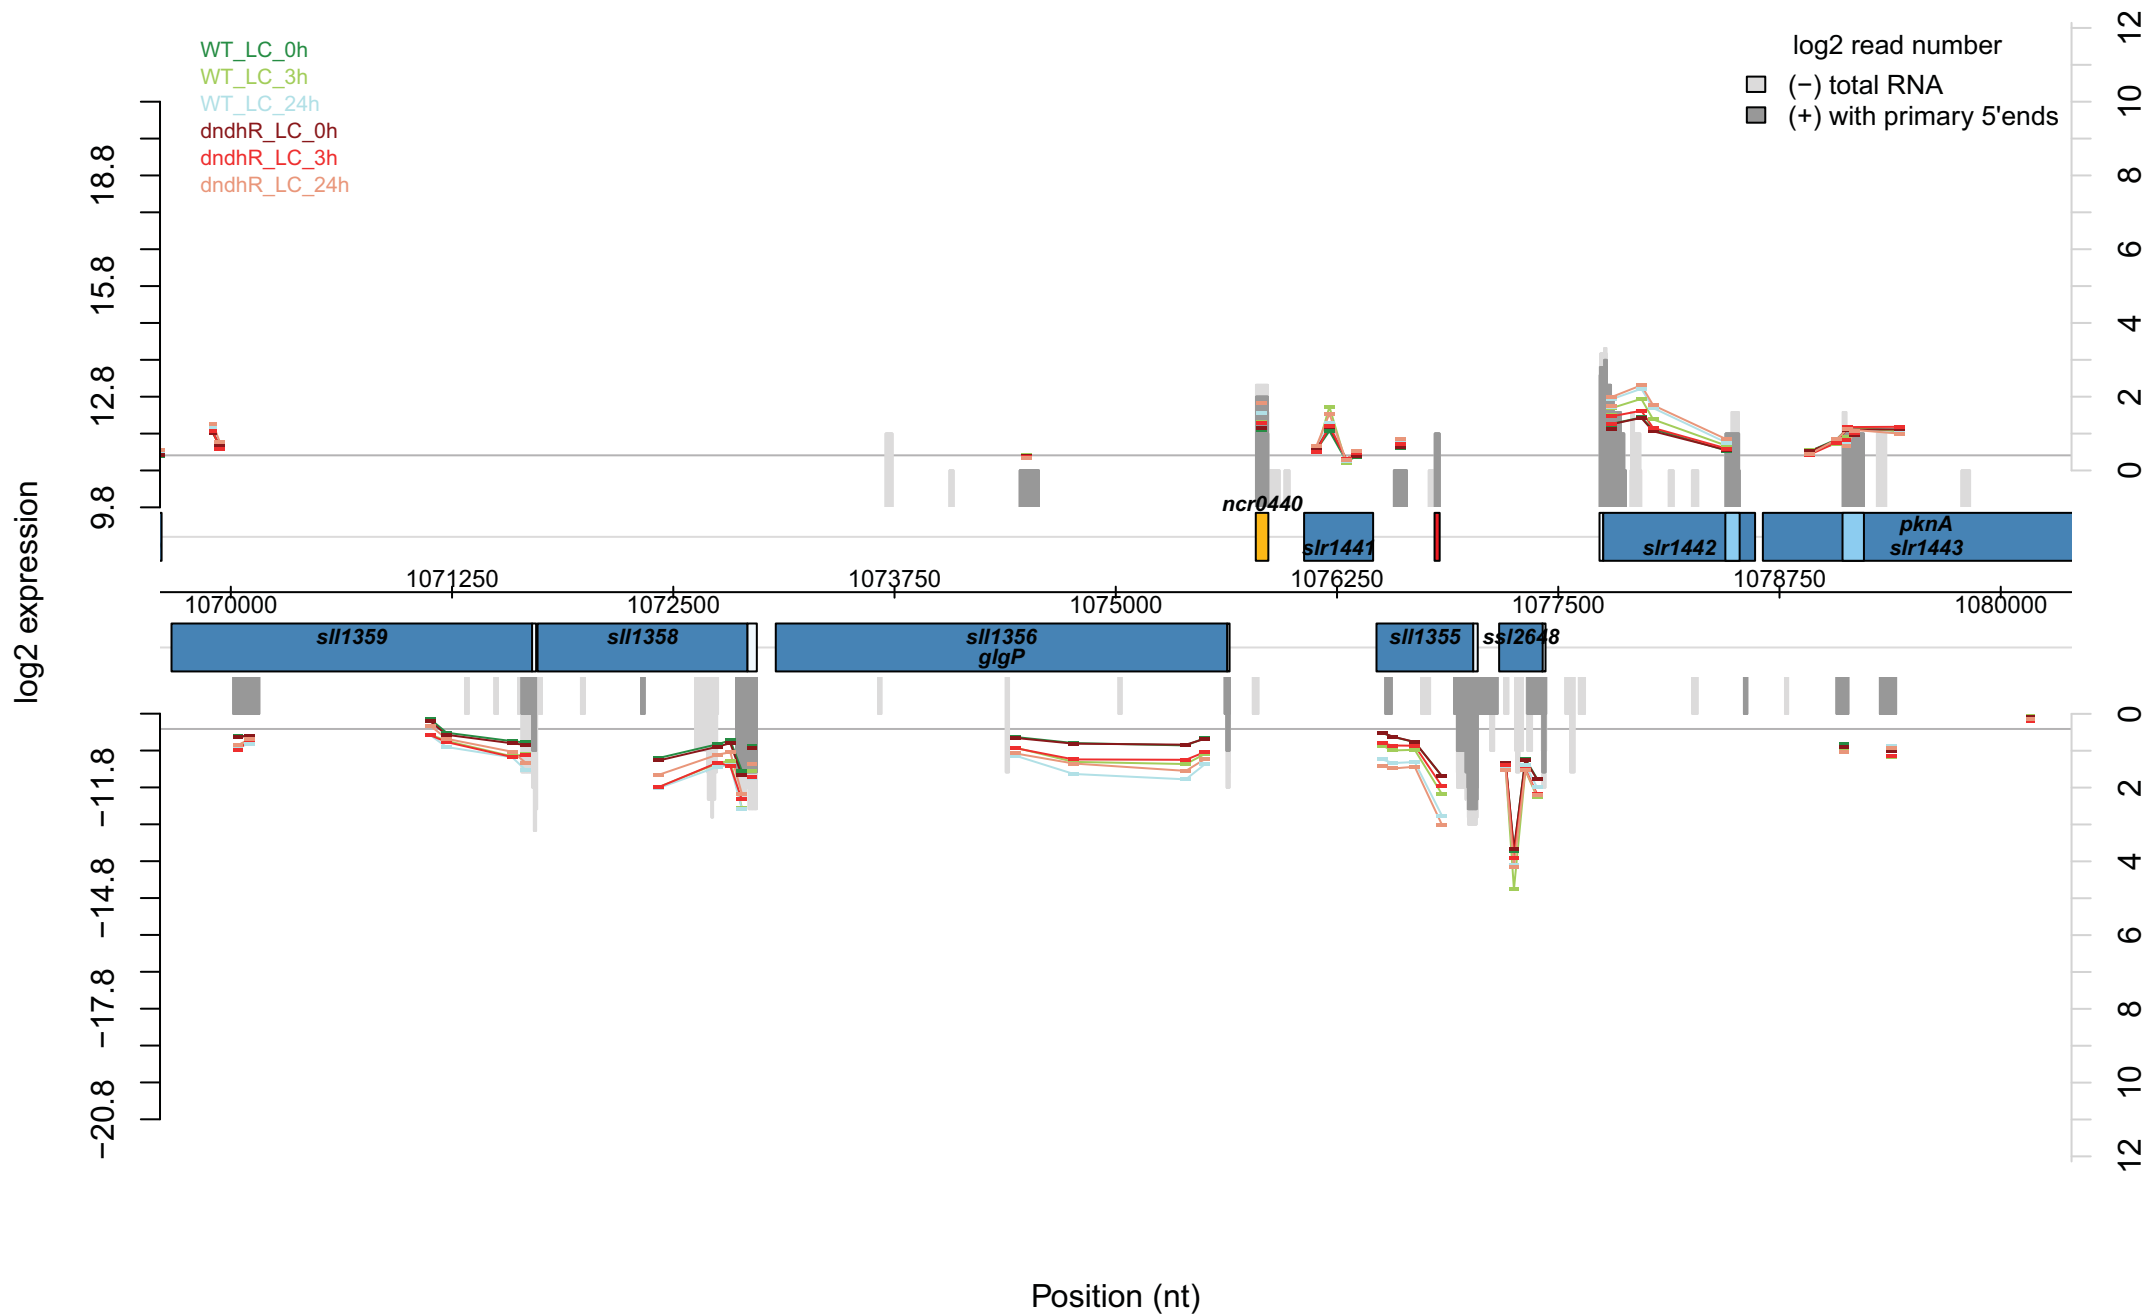 WT_LC_0h
WT_LC_3h
WT_LC_24h
dndhR_LC_0h
dndhR_LC_3h
dndhR_LC_24h
log2 read number
(−) total RNA
(+) with primary 5'ends
log2 expression
18.8
15.8
12.8
9.8
12
10
8
6
4
2
0
ncr0440
slr1441
slr1442
pknA
slr1443
1071250
1073750
1076250
1078750
1070000
1072500
1075000
1077500
1080000
sll1359
sll1358
sll1356
glgP
sll1355
ssl2648
−11.8
−14.8
−17.8
−20.8
0
2
4
6
8
10
12
Position (nt)